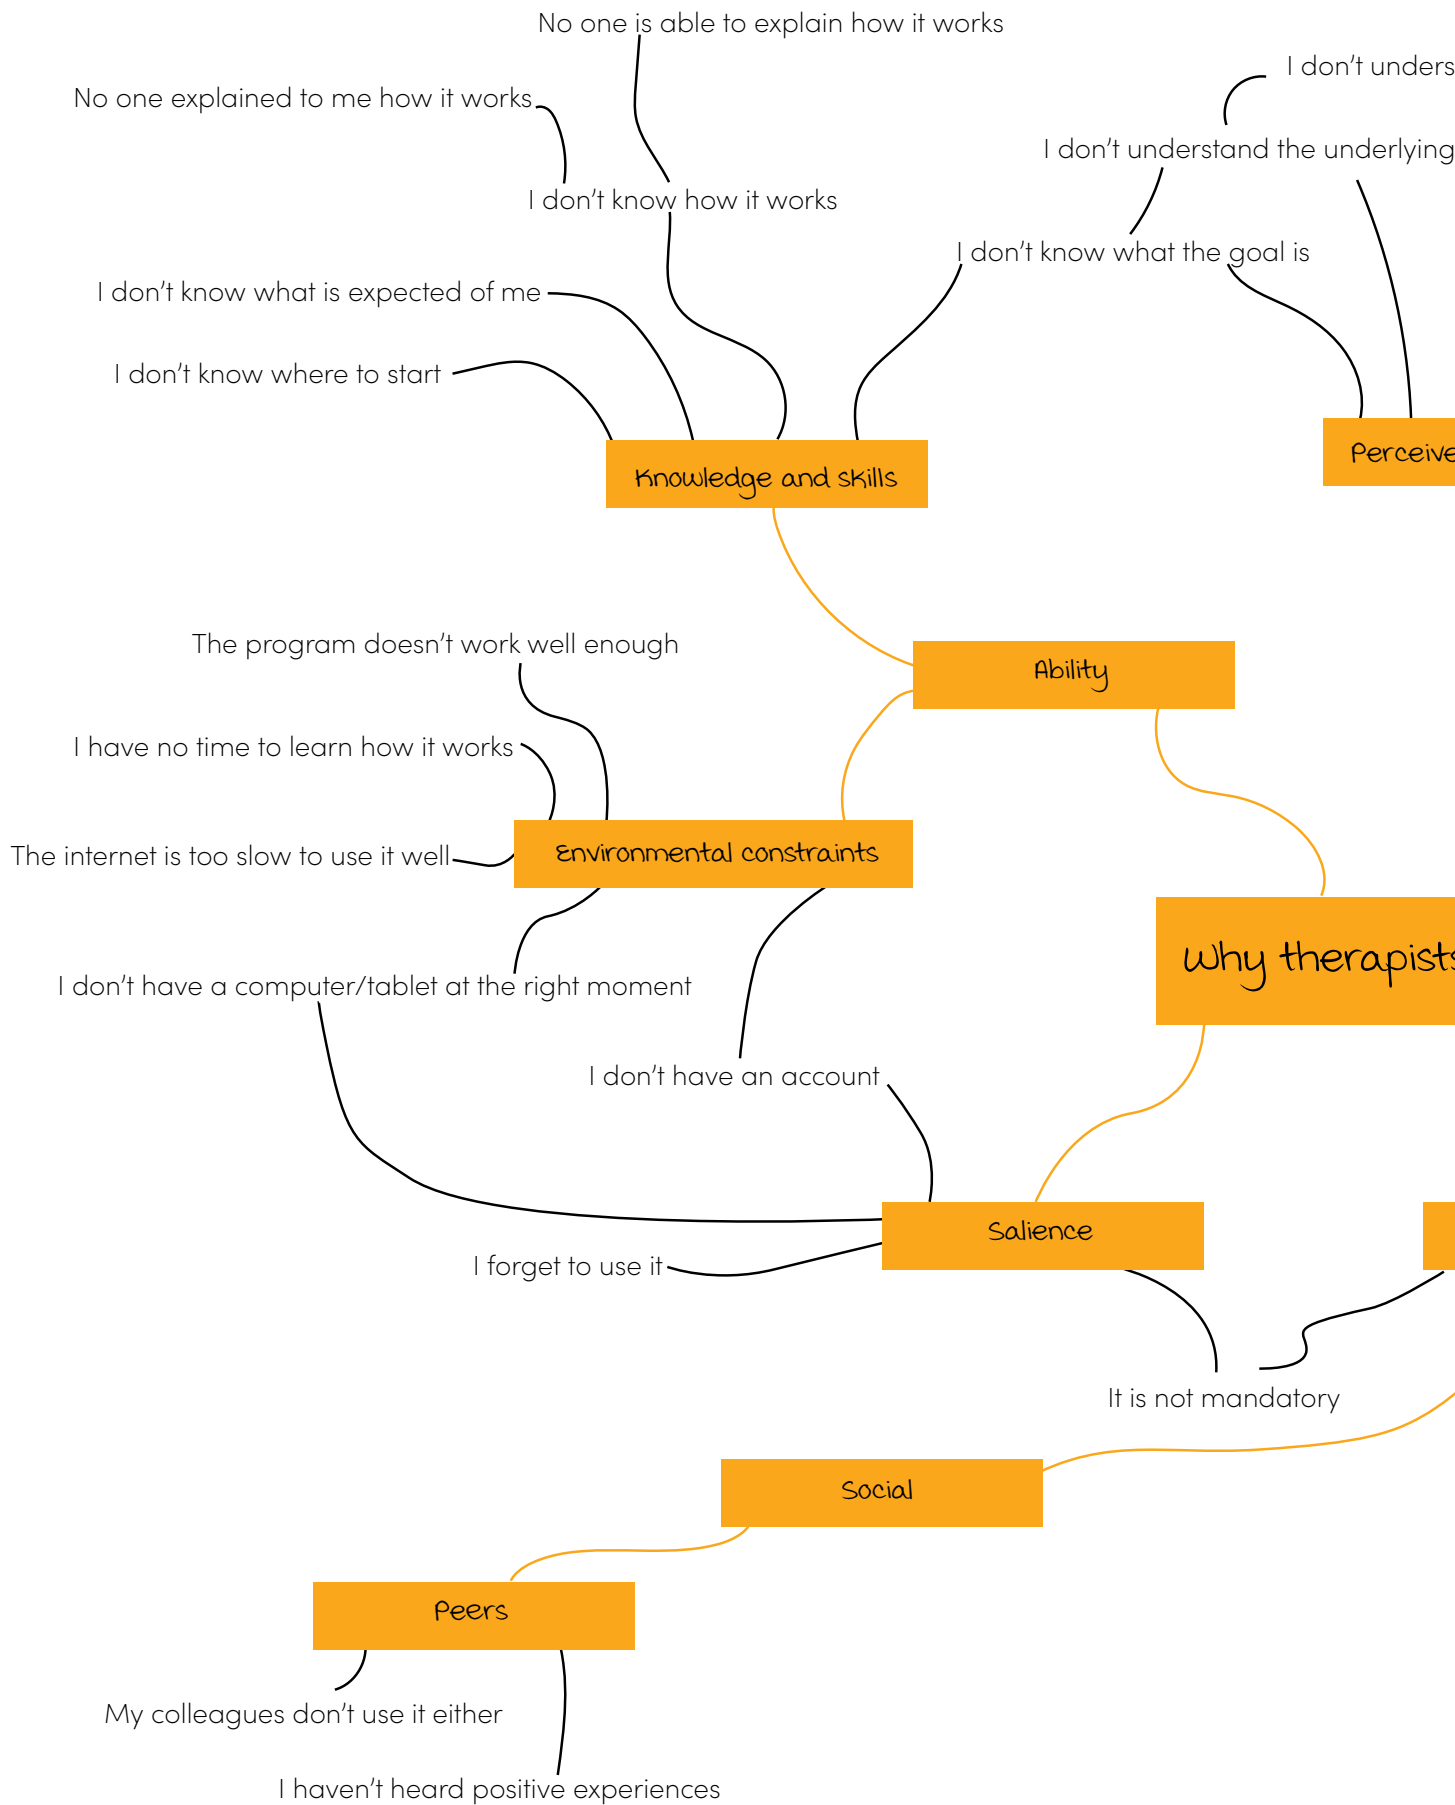 No one is able to explain how it works
I don't
No one explained to me how it works
I don't understand the underlying
I don't know how it works
I don't know what the goal is
I don't know what is expected of me
I don't know where to start
Knowledge and skills
The program doesn't work well enough
Ability
I have no time to learn how it works
The internet is too slow to use it well
Environmental constraints
Why therapists
I don't have a computer/tablet at the right moment
I don't have an account
Salience
I forget to use it
It is not mandatory
Social
Peers
My colleagues don't use it either
I haven't heard positive experiences